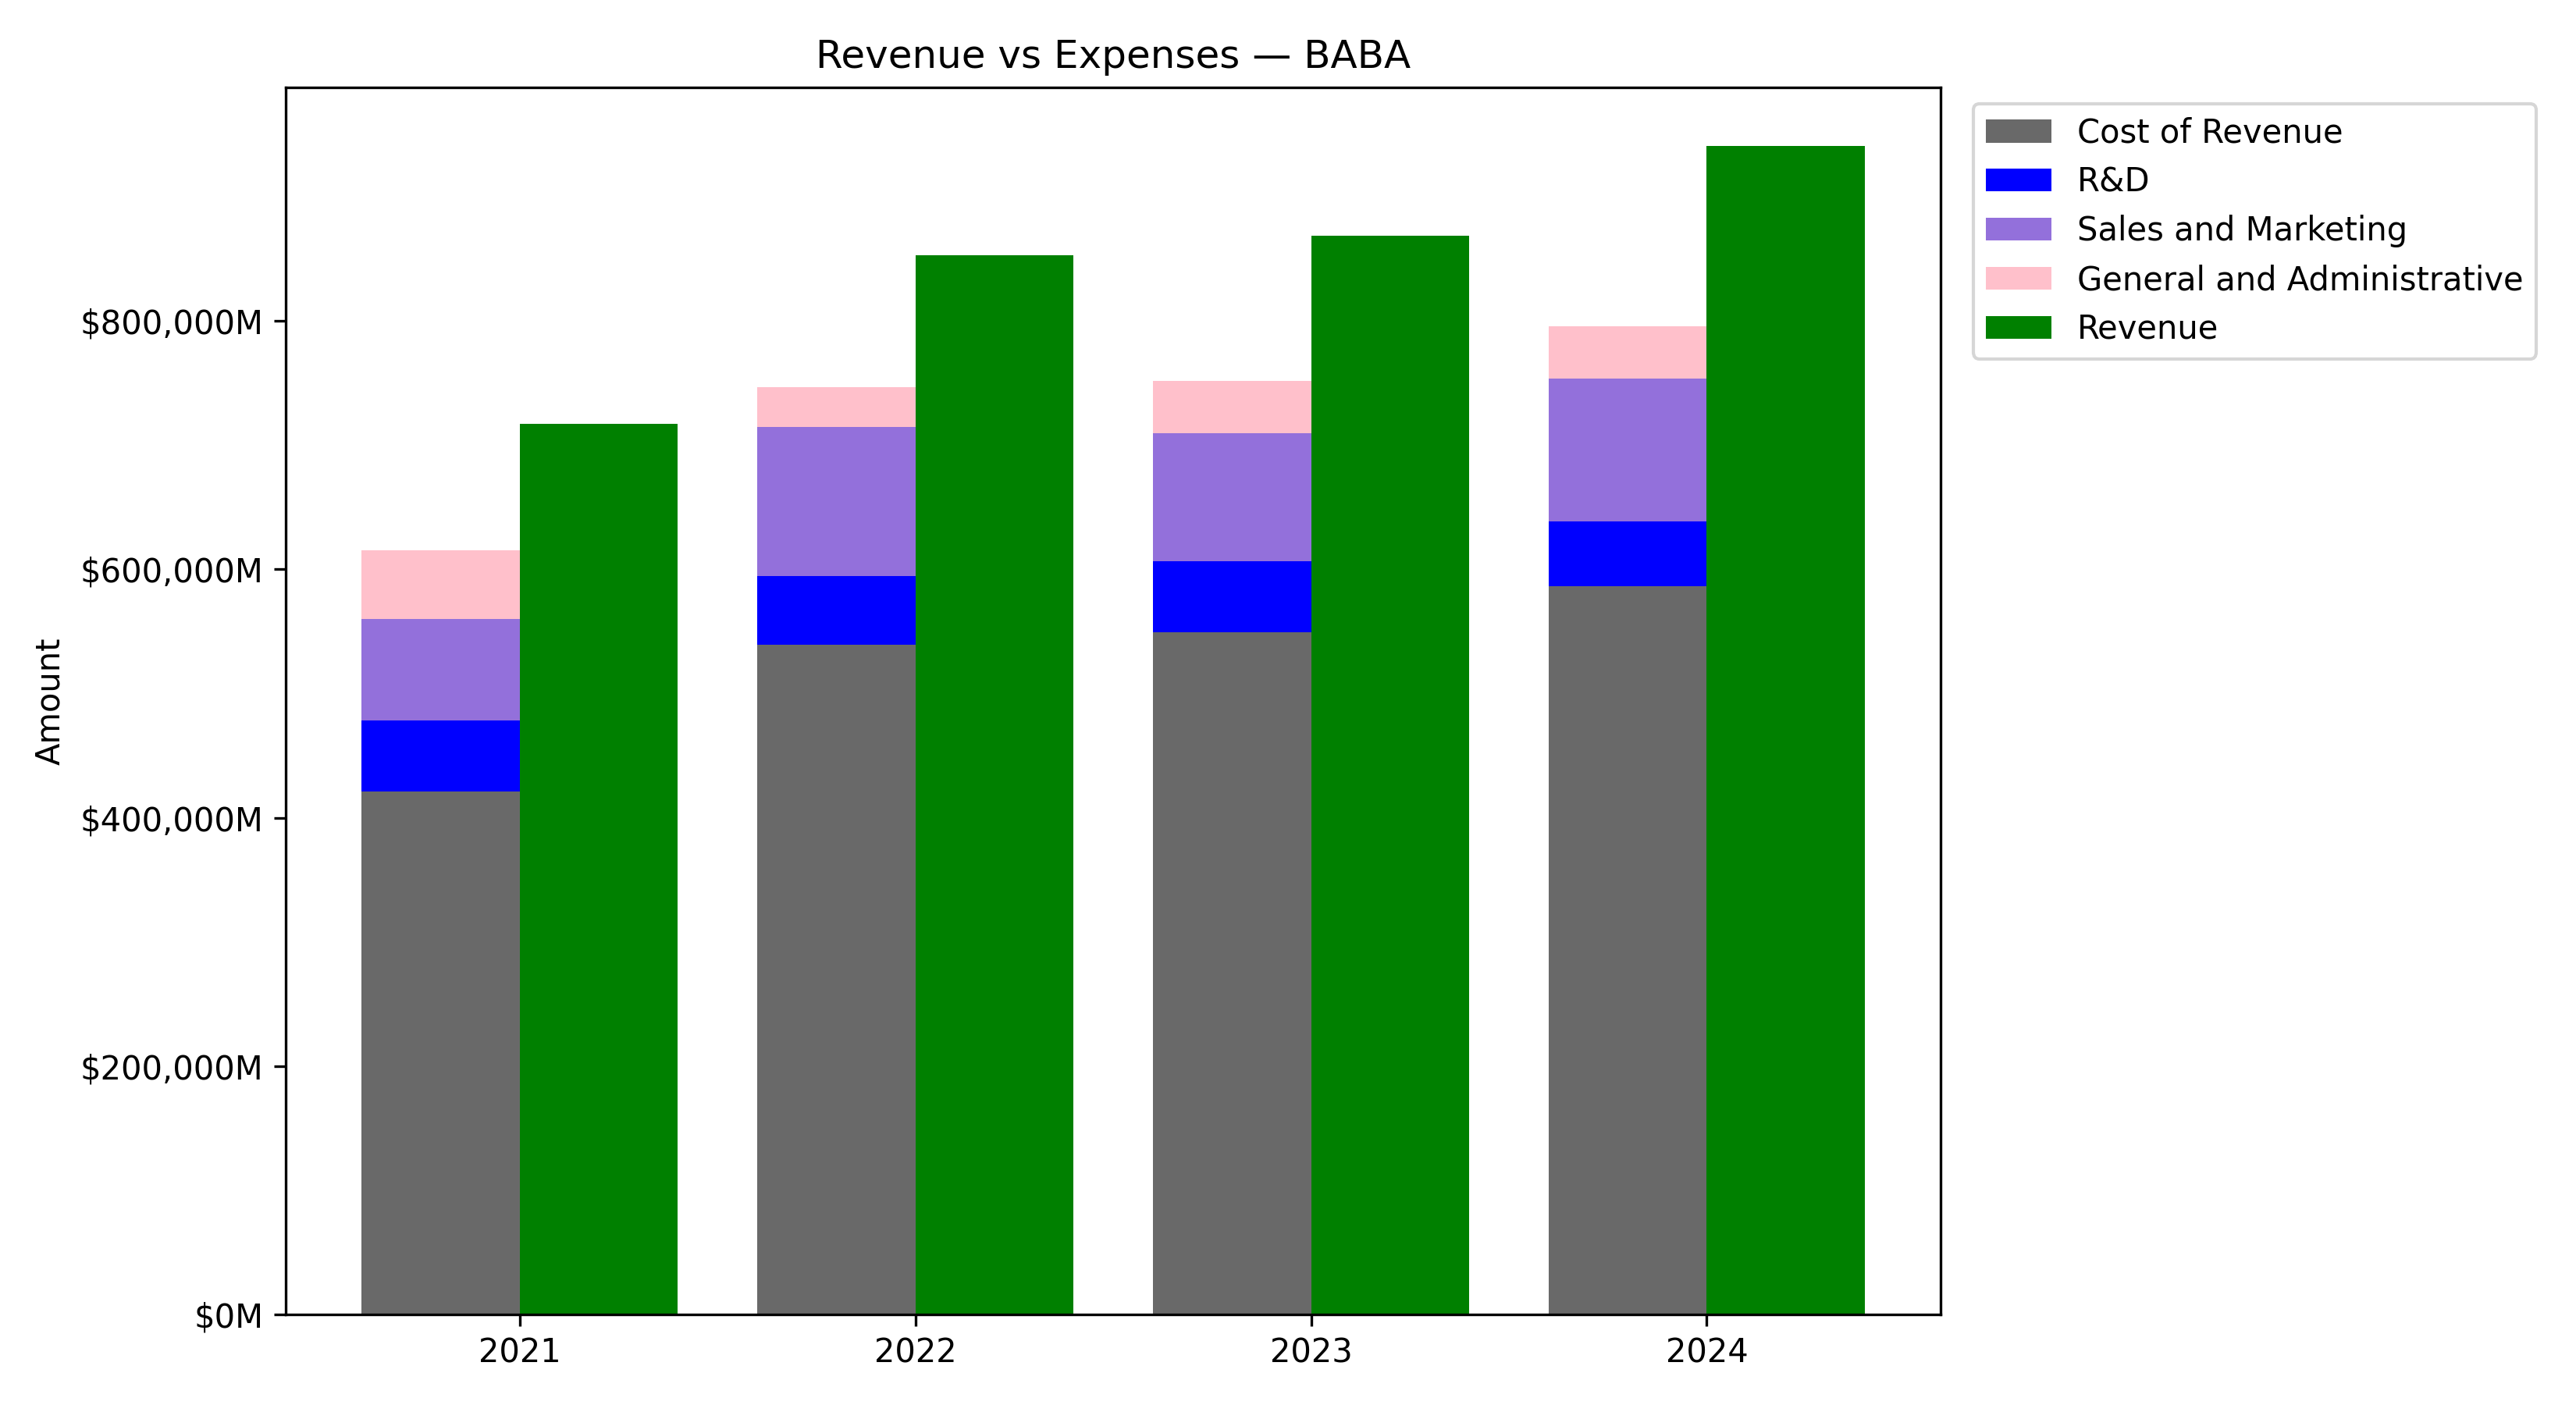 Revenue vs Expenses — BABA
Cost of Revenue
R&D
Sales and Marketing
General and Administrative
Revenue
Amount
$800,000M
$600,000M
$400,000M
$200,000M
$0M
2021
2022
2023
2024